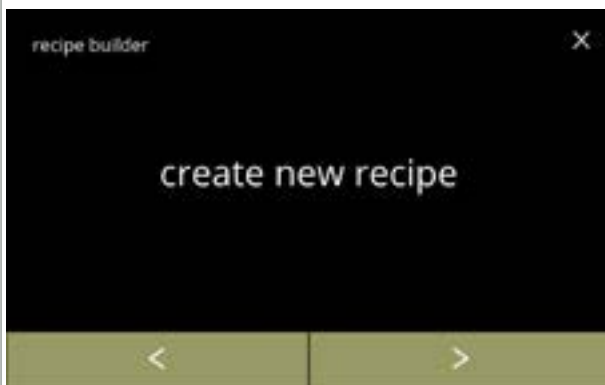 recipe builder
×
create new recipe
< >